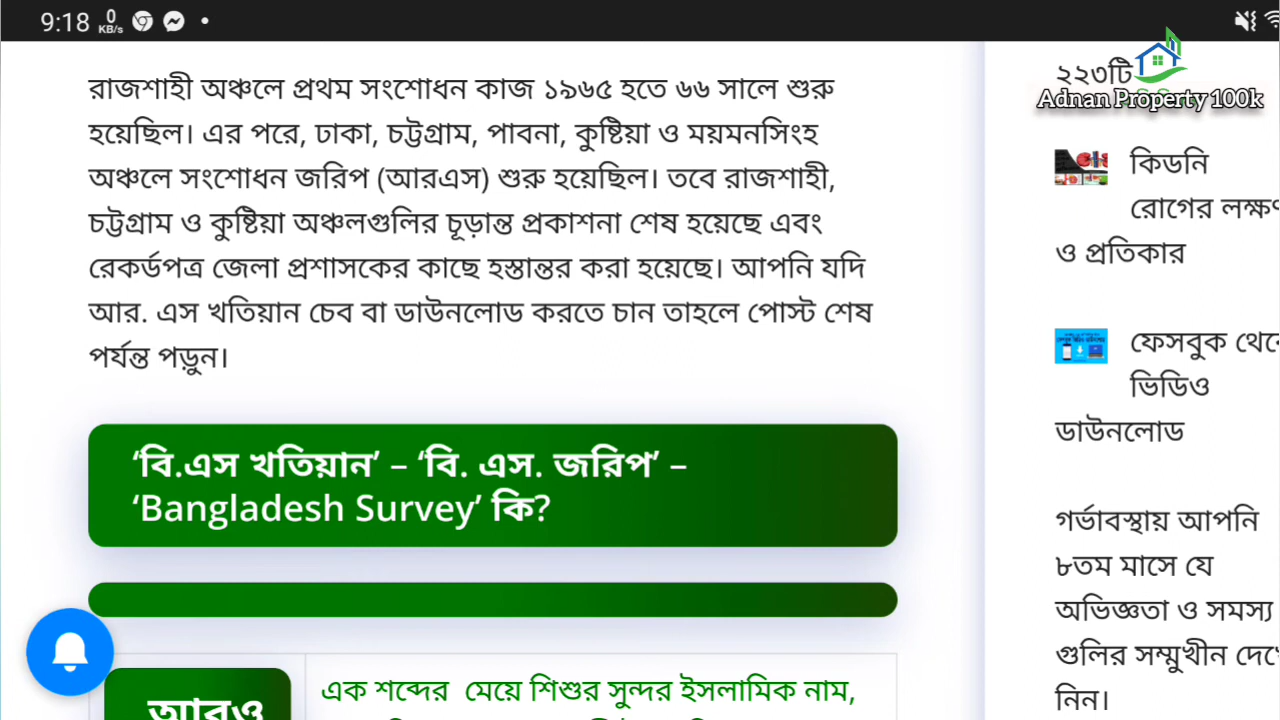 9:18 0 KB/s
রাজশাহী অঞ্চলে প্রথম সংশোধন কাজ ১৯৬৫ হতে ৬৬ সালে শুরু
হয়েছিল। এর পরে, ঢাকা, চট্টগ্রাম, পাবনা, কুষ্টিয়া ও ময়মনসিংহ
অঞ্চলে সংশোধন জরিপ (আরএস) শুরু হয়েছিল। তবে রাজশাহী,
চট্টগ্রাম ও কুষ্টিয়া অঞ্চলগুলির চূড়ান্ত প্রকাশনা শেষ হয়েছে এবং
রেকর্ডপত্র জেলা প্রশাসকের কাছে হস্তান্তর করা হয়েছে। আপনি যদি
আর. এস খতিয়ান চেব বা ডাউনলোড করতে চান তাহলে পোস্ট শেষ
পর্যন্ত পড়ুন।
‘বি.এস খতিয়ান’ – ‘বি. এস. জরিপ’ –
‘Bangladesh Survey’ কি?
আরও
এক শব্দের মেয়ে শিশুর সুন্দর ইসলামিক নাম,
২২৩টি
Adnan Property 100k
কিডনি
রোগের লক্ষণ
ও প্রতিকার
ফেসবুক থেকে
ভিডিও
ডাউনলোড
গর্ভাবস্থায় আপনি
৮তম মাসে যে
অভিজ্ঞতা ও সমস্য
গুলির সম্মুখীন দেখে
নিন।